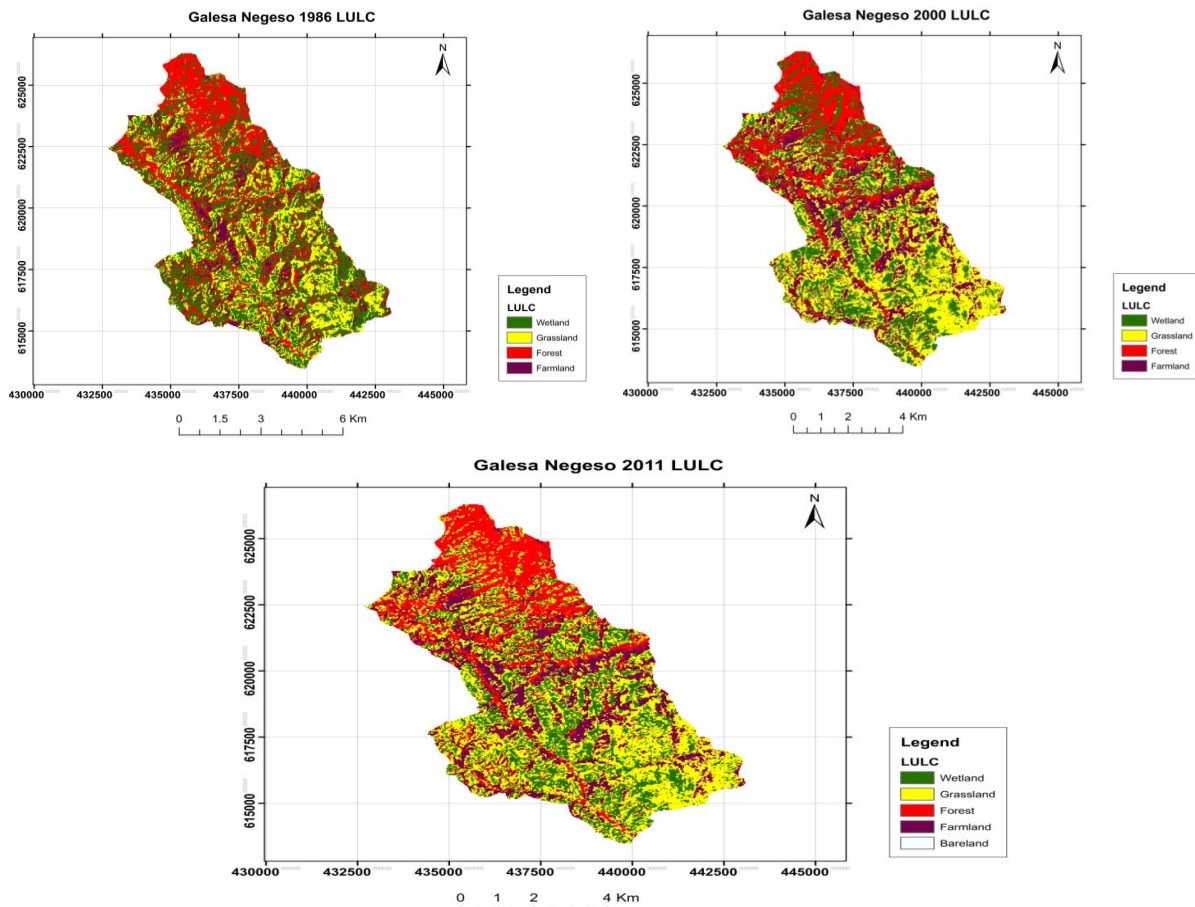 Galesa Negeso 1986 LULC
N
625000
622500
620000
617500
615000
430000 432500 435000 437500 440000 442500 445000
0 1.5 3 6 Km
Legend
LULC
Wetland
Grassland
Forest
Farmland
Galesa Negeso 2000 LULC
N
625000
622500
620000
617500
615000
430000 432500 435000 437500 440000 442500 445000
0 1 2 4 Km
Legend
LULC
Wetland
Grassland
Forest
Farmland
Galesa Negeso 2011 LULC
N
625000
622500
620000
617500
615000
430000 432500 435000 437500 440000 442500 445000
0 1 2 4 Km
Legend
LULC
Wetland
Grassland
Forest
Farmland
Bareland